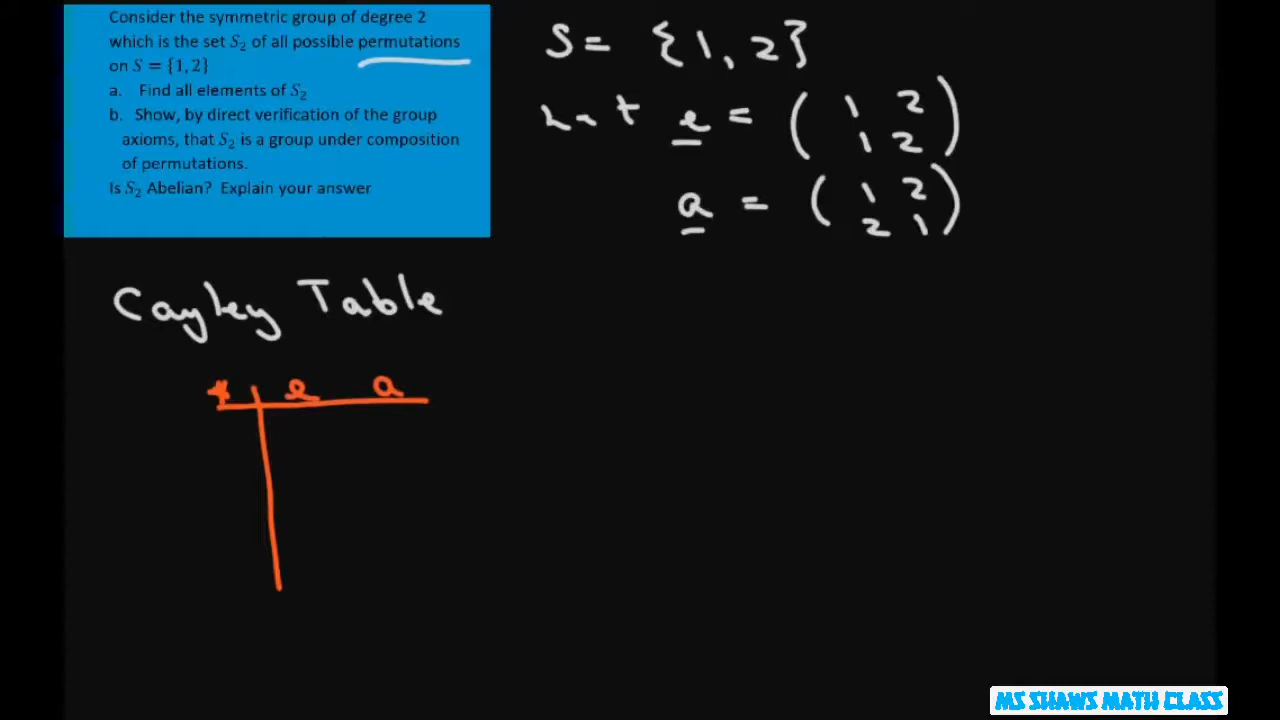 Consider the symmetric group of degree 2
which is the set S₂ of all possible permutations
on S = {1,2}
a. Find all elements of S₂
b. Show, by direct verification of the group
axioms, that S₂ is a group under composition
of permutations.
Is S₂ Abelian? Explain your answer
S = {1, 2}
e = ( 1 2
1 2 )
a = ( 1 2
2 1 )
Cayley Table
* e a
MS SHAWS MATH CLASS